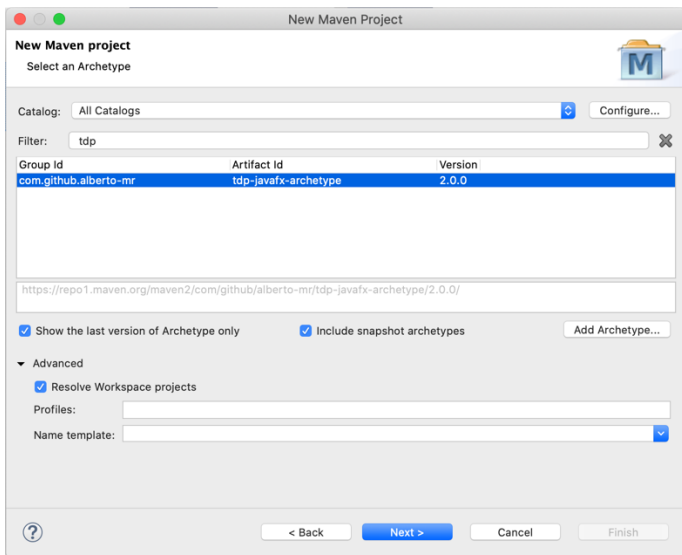 New Maven Project
New Maven project
Select an Archetype
M
Catalog: All Catalogs Configure...
Filter: tdp
Group Id Artifact Id Version
com.github.alberto-mr tdp-javafx-archetype 2.0.0
https://repo1.maven.org/maven2/com/github/alberto-mr/tdp-javafx-archetype/2.0.0/
Show the last version of Archetype only Include snapshot archetypes Add Archetype...
Advanced
Resolve Workspace projects
Profiles:
Name template:
? < Back Next > Cancel Finish